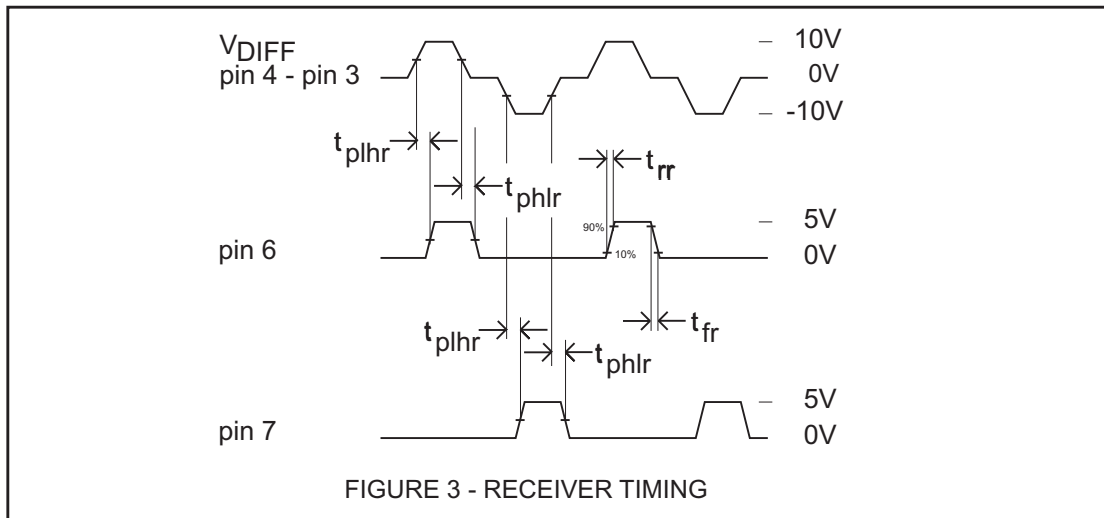 VDIFF
pin 4 - pin 3
10V
0V
-10V
tplhr
tphlr
trr
pin 6
90%
10%
5V
0V
tplhr
tphlr
tfr
pin 7
5V
0V
FIGURE 3 - RECEIVER TIMING